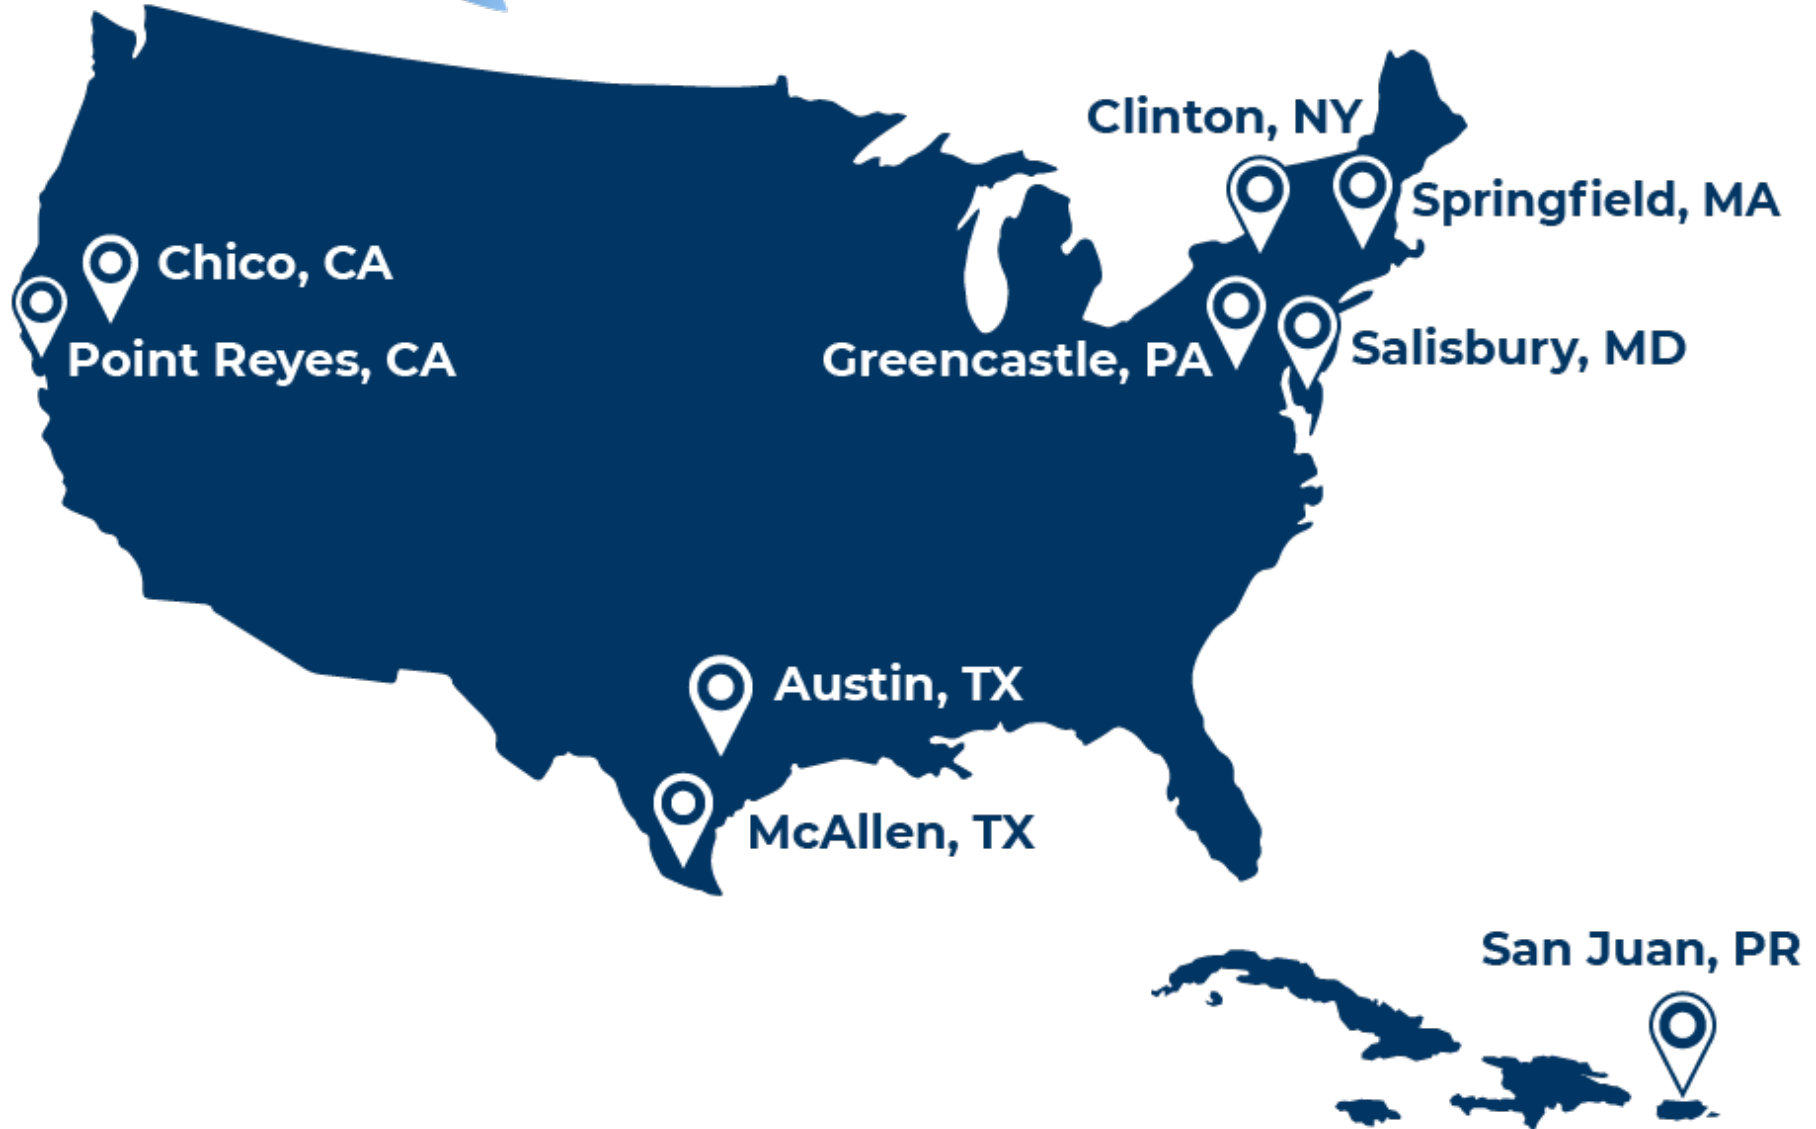 Clinton, NY
Springfield, MA
Chico, CA
Point Reyes, CA
Greencastle, PA
Salisbury, MD
Austin, TX
McAllen, TX
San Juan, PR